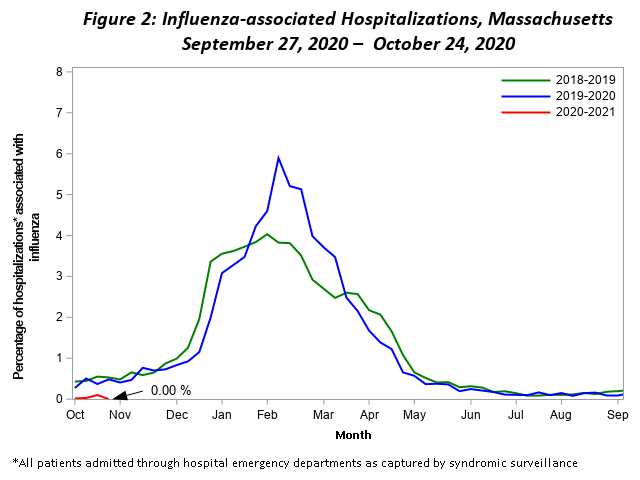 Figure 2: Influenza-associated Hospitalizations, Massachusetts
September 27, 2020 – October 24, 2020
8
7
6
5
4
3
2
1
0
Percentage of hospitalizations* associated with
influenza
2018-2019
2019-2020
2020-2021
0.00 %
Oct Nov Dec Jan Feb Mar Apr May Jun Jul Aug Sep
Month
*All patients admitted through hospital emergency departments as captured by syndromic surveillance